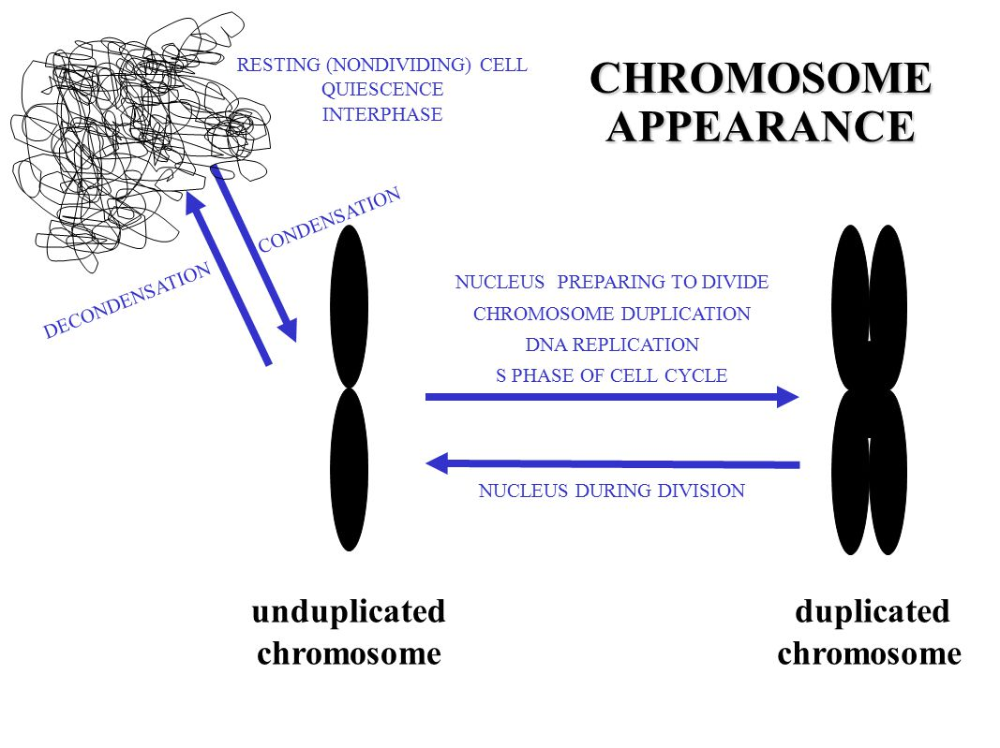 RESTING (NONDIVIDING) CELL
QUIESCENCE
INTERPHASE
CHROMOSOME
APPEARANCE
CONDENSATION
DECONDENSATION
NUCLEUS PREPARING TO DIVIDE
CHROMOSOME DUPLICATION
DNA REPLICATION
S PHASE OF CELL CYCLE
NUCLEUS DURING DIVISION
unduplicated
chromosome
duplicated
chromosome